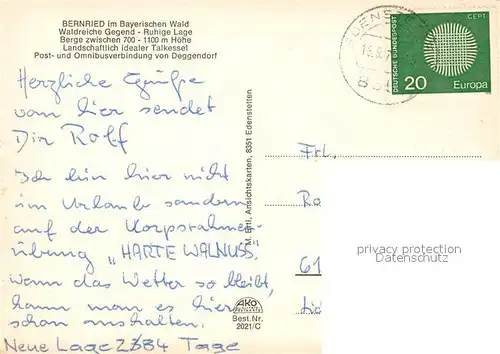 BERNRIED im Bayerischen Wald
Waldreiche Gegend - Ruhige Lage
Berge zwischen 700 - 1100 m Höhe
Landschaftlich idealer Talkessel
Post- und Omnibusverbindung von Deggendorf
Herzliche Grüße
von hier sendet
Dir Rolf
Ich bin hier nicht
im Urlaub sondern
auf der Korpsrahmen-
übung "HARTE WALNUSS".
Wenn das Wetter so bleibt,
kann man es hier
schon aushalten.
Neue Lage Tage
M. Ertl, Ansichtskarten, 8351 Edenstetten
AKO
Best.Nr.
2021/C
DEUTSCHE BUNDESPOST
CEPT
20
Europa
Frl.
Ro
61
privacy protection
DATENSCHUTZ